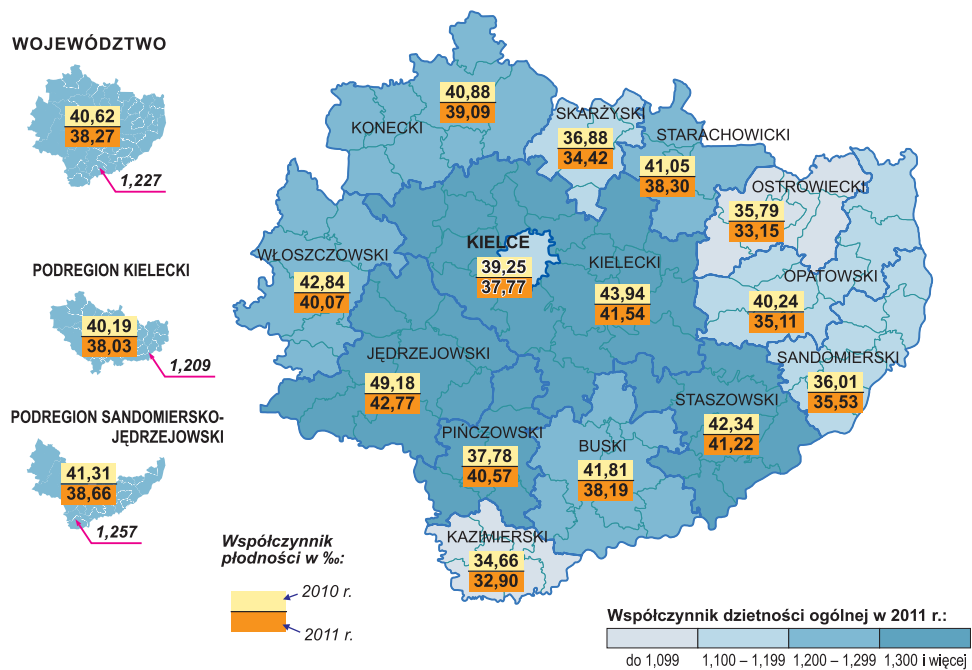 WOJEWÓDZTWO
40,62
38,27
1,227
PODREGION KIELECKI
40,19
38,03
1,209
PODREGION SANDOMIERSKO-
JĘDRZEJOWSKI
41,31
38,66
1,257
KONECKI
40,88
39,09
SKARŻYSKI
36,88
34,42
STARACHOWICKI
41,05
38,30
OSTROWIECKI
35,79
33,15
WŁOSZCZOWSKI
42,84
40,07
KIELCE
39,25
37,77
KIELECKI
43,94
41,54
OPATOWSKI
40,24
35,11
JĘDRZEJOWSKI
49,18
42,77
SANDOMIERSKI
36,01
35,53
STASZOWSKI
42,34
41,22
PIŃCZOWSKI
37,78
40,57
BUSKI
41,81
38,19
KAZIMIERSKI
34,66
32,90
Współczynnik
płodności w ‰:
2010 r.
2011 r.
Współczynnik dzietności ogólnej w 2011 r.:
do 1,099 1,100 – 1,199 1,200 – 1,299 1,300 i więcej